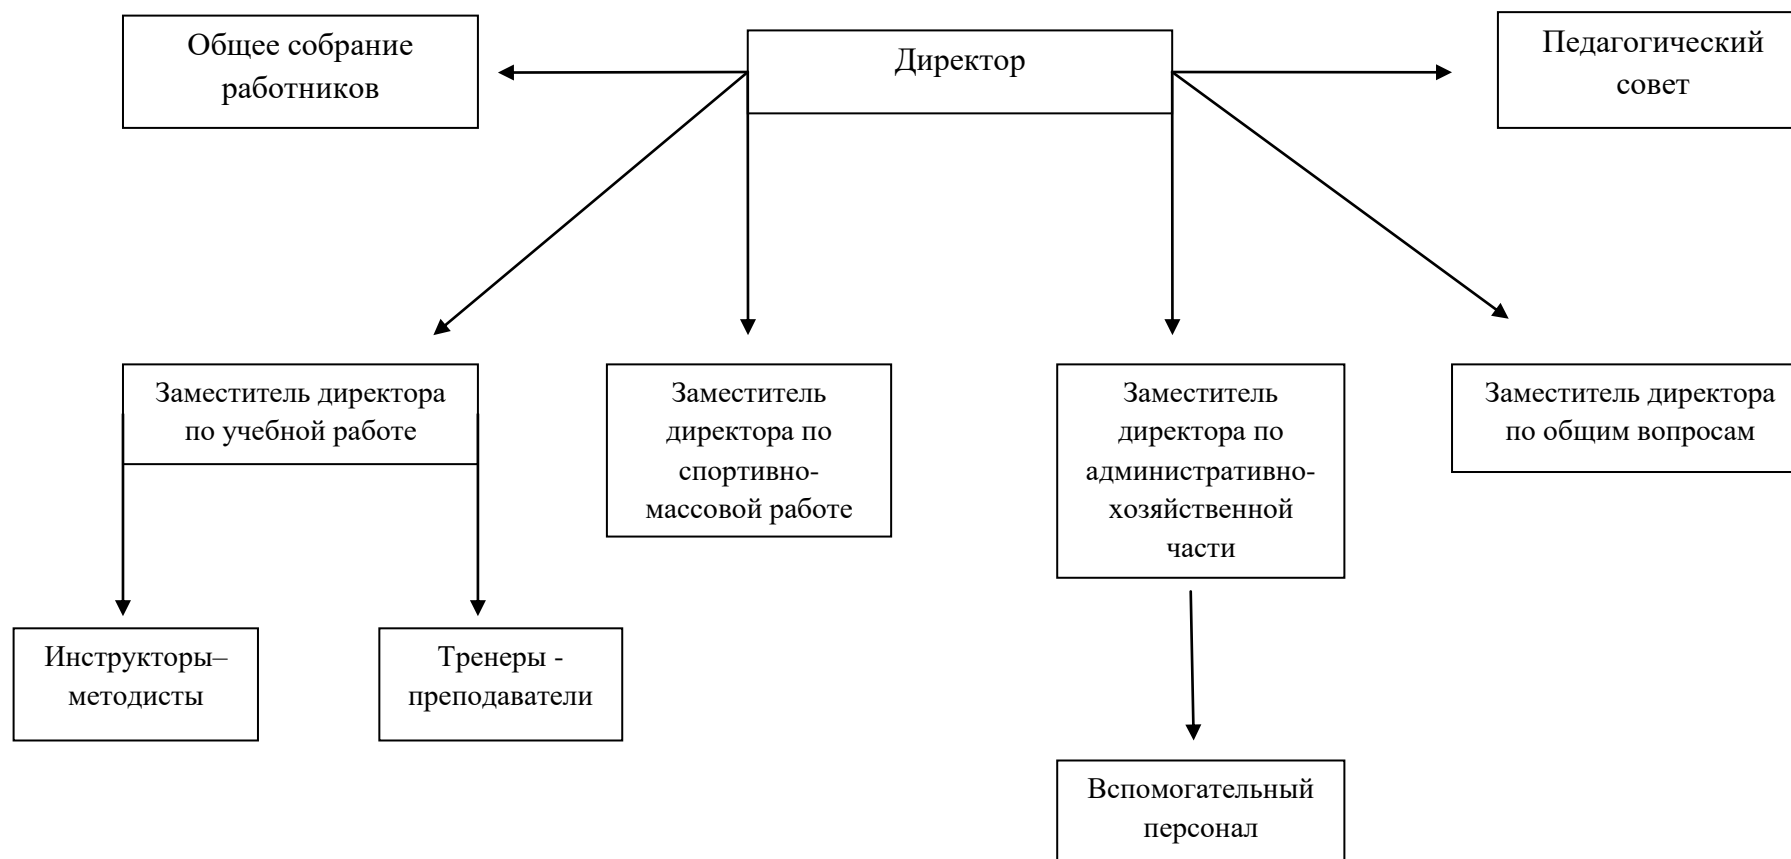 Общее собрание
работников
Директор
Педагогический
совет
Заместитель директора
по учебной работе
Заместитель
директора по
спортивно-
массовой работе
Заместитель
директора по
административно-
хозяйственной
части
Заместитель директора
по общим вопросам
Инструкторы–
методисты
Тренеры -
преподаватели
Вспомогательный
персонал